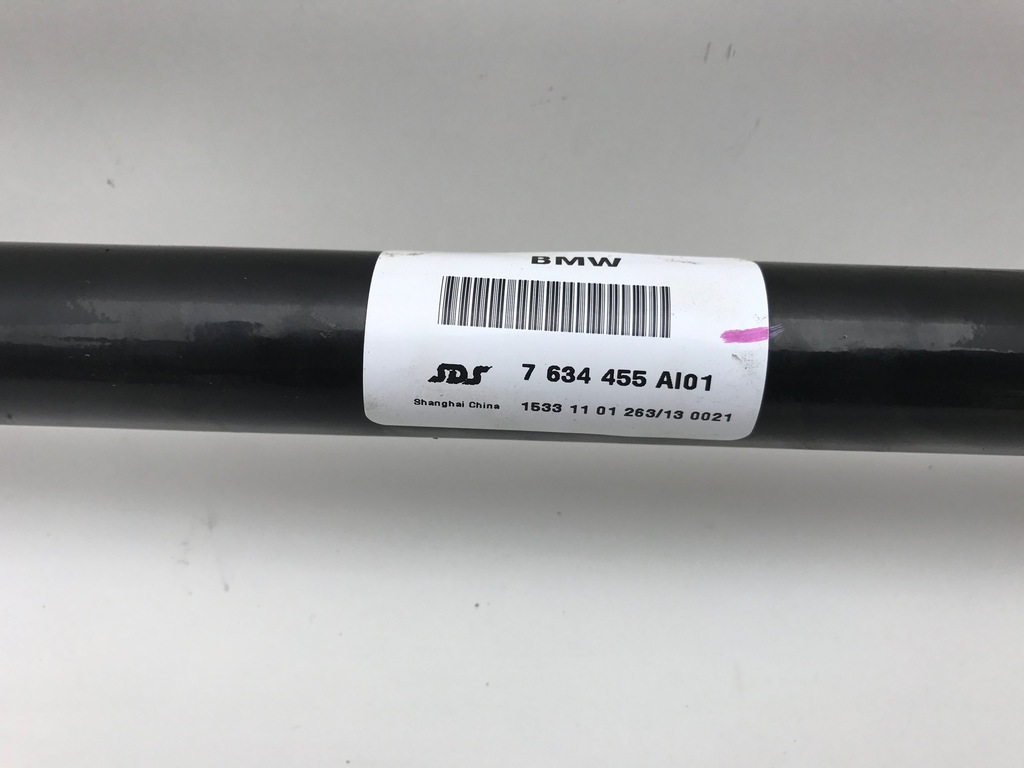 BMW
SDS 7 634 455 AI01
Shanghai China 1533 11 01 263/13 0021